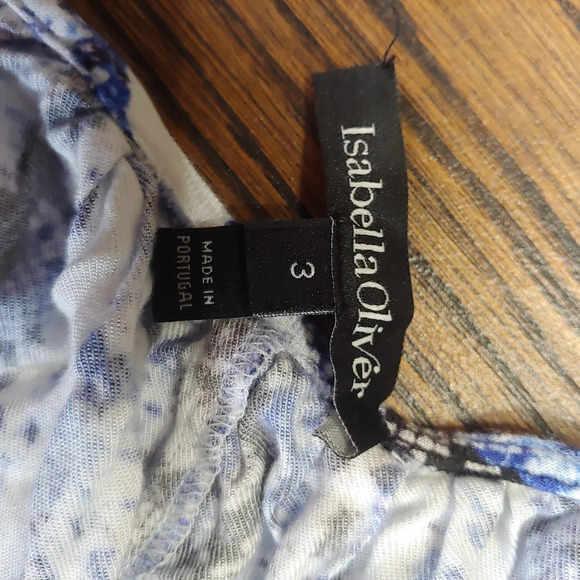 Isabella Oliver
3
MADE IN
PORTUGAL